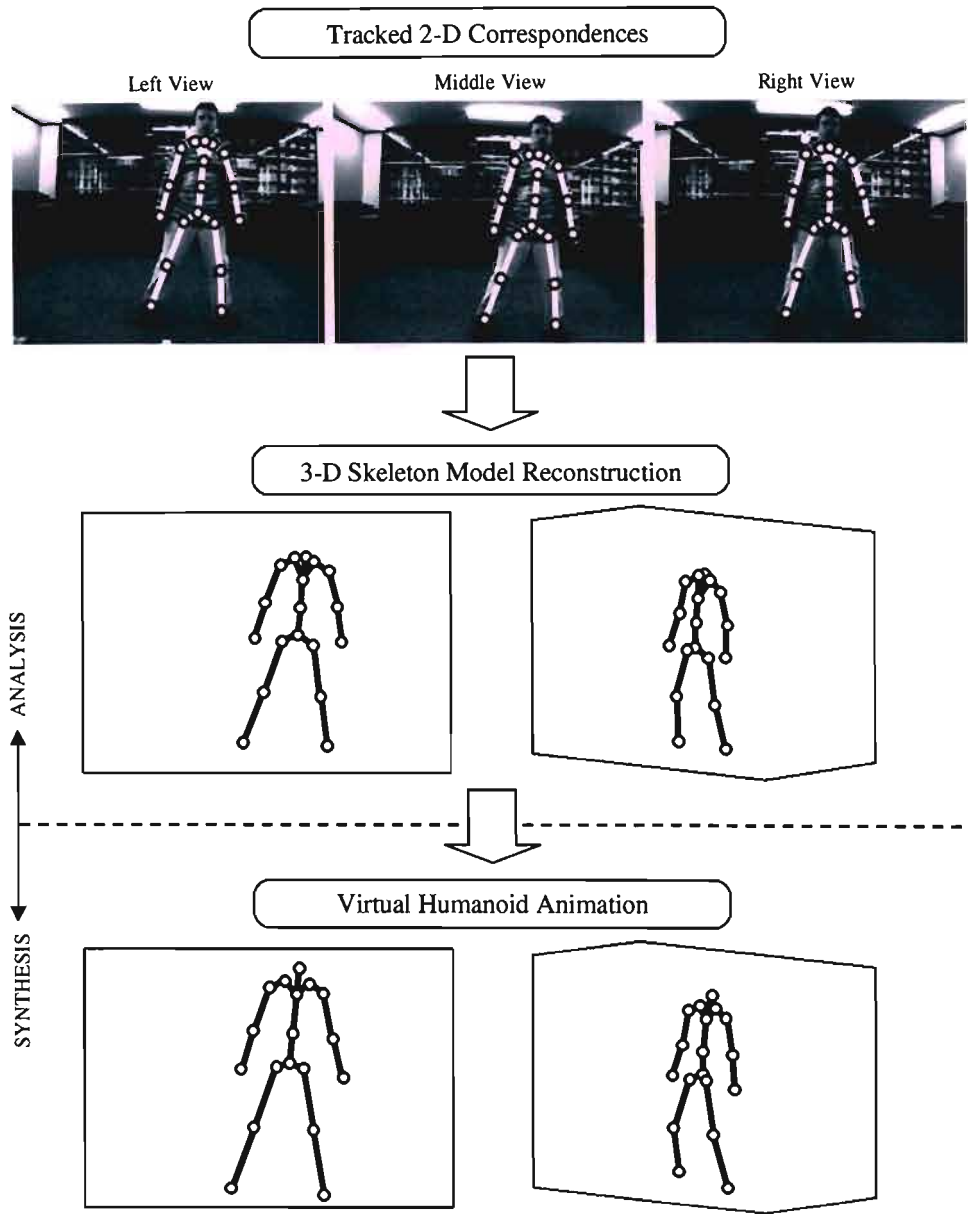 Tracked 2-D Correspondences
Left View
Middle View
Right View
3-D Skeleton Model Reconstruction
ANALYSIS
Virtual Humanoid Animation
SYNTHESIS